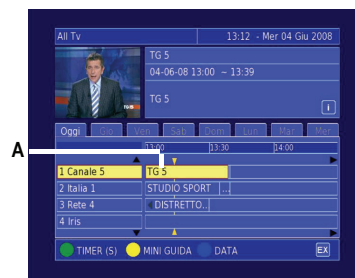 All Tv 13:12 - Mer 04 Giu 2008
TG 5
04-06-08 13:00 ~ 13:39
TG 5
TG5
i
Oggi Gio Ven Sab Dom Lun Mar Mer
A
13:00 13:30 14:00
1 Canale 5 TG 5
2 Italia 1 STUDIO SPORT ...
3 Rete 4 DISTRETTO..
4 Iris
TIMER (S) MINI GUIDA DATA EX